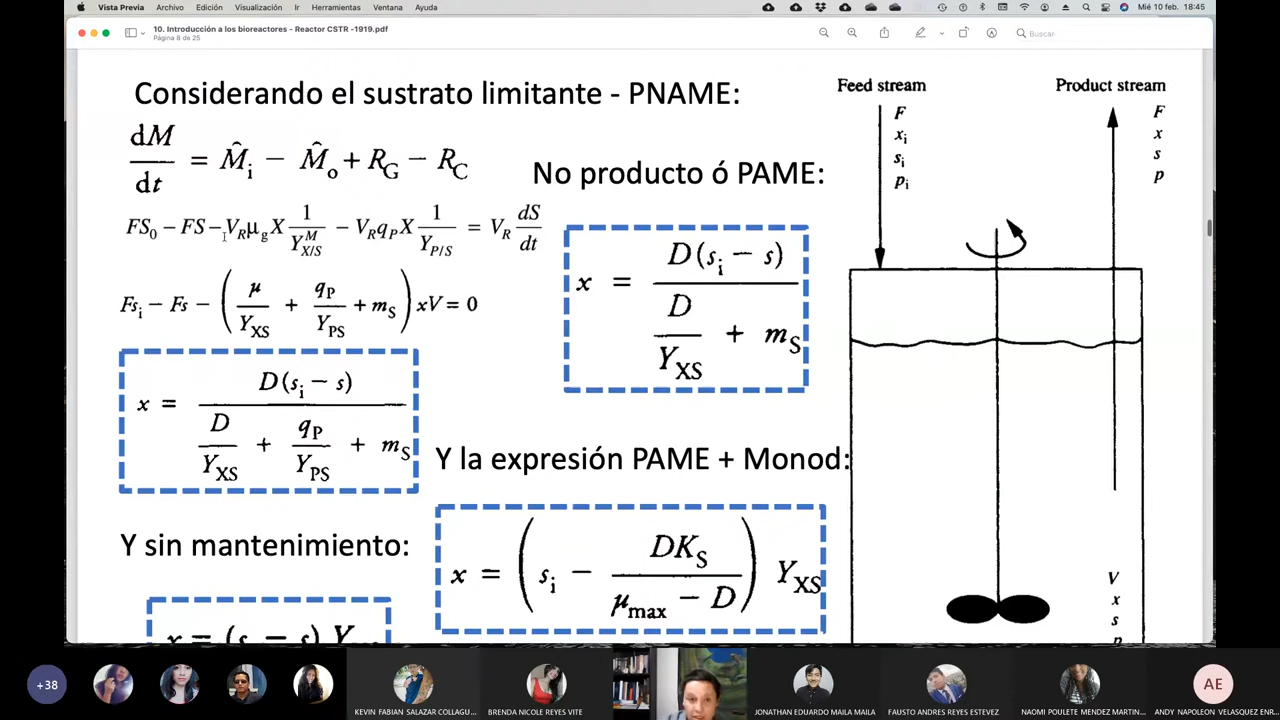 Vista Previa Archivo Edición Visualización Ir Herramientas Ventana Ayuda
Mié 10 feb. 18:45
10. Introducción a los bioreactores - Reactor CSTR -1919.pdf
Página 8 de 25
Buscar
Considerando el sustrato limitante - PNAME:
dM/dt = M̂i − M̂o + RG − RC
FS0 − FS − VRμgX 1/Y^M X/S − VRqPX 1/YP/S = VR dS/dt
Fsi − Fs − (μ/YXS + qP/YPS + mS) xV = 0
x = D(si − s) / (D/YXS + qP/YPS + mS)
Y sin mantenimiento:
No producto ó PAME:
x = D(si − s) / (D/YXS + mS)
Y la expresión PAME + Monod:
x = (si − DKS/(μmax − D)) YXS
Feed stream
F
xi
si
pi
Product stream
F
x
s
p
V
x
s
+38
KEVIN FABIAN SALAZAR COLLAGU...
BRENDA NICOLE REYES VITE
JONATHAN EDUARDO MAILA MAILA
FAUSTO ANDRES REYES ESTEVEZ
NAOMI POULETE MENDEZ MARTIN...
AE
ANDY NAPOLEON VELASQUEZ ENR...